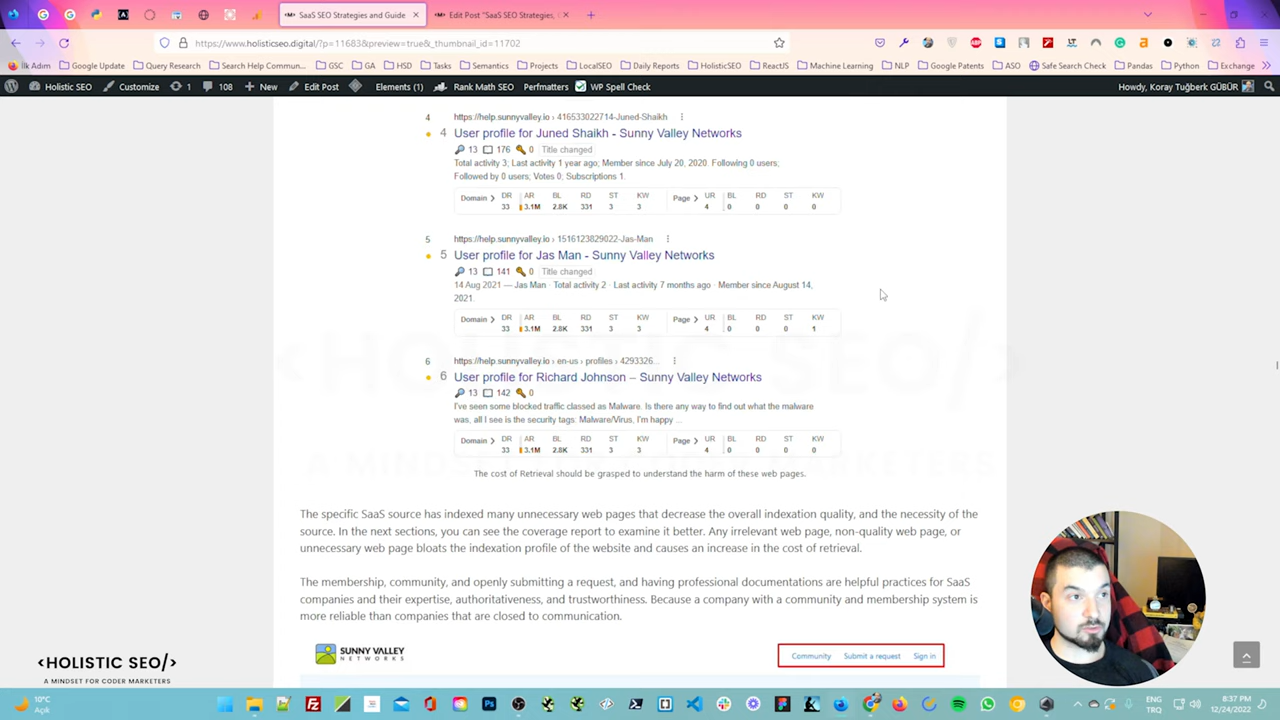 SaaS SEO Strategies and Guide
Edit Post "SaaS SEO Strategies, 
https://www.holisticseo.digital/?p=11683&preview=true&_thumbnail_id=11702
İlk Adım
Google Update
Query Research
Search Help Commun...
GSC
GA
HSD
Tasks
Semantics
Projects
LocalSEO
Daily Reports
HolisticSEO
ReactJS
Machine Learning
NLP
Google Patents
ASO
Safe Search Check
Pandas
Python
Exchange
Holistic SEO
Customize
1
108
New
Edit Post
Elements (1)
Rank Math SEO
Perfmatters
WP Spell Check
Howdy, Koray Tuğberk GÜBÜR
4 https://help.sunnyvalley.io › 416533022714-Juned-Shaikh
4 User profile for Juned Shaikh - Sunny Valley Networks
13 176 0 Title changed
Total activity 3; Last activity 1 year ago; Member since July 20, 2020. Following 0 users;
Followed by 0 users; Votes 0; Subscriptions 1.
Domain DR AR BL RD ST KW Page UR BL RD ST KW
33 3.1M 2.8K 331 3 3 4 0 0 0 0
5 https://help.sunnyvalley.io › 1516123829022-Jas-Man
5 User profile for Jas Man - Sunny Valley Networks
13 141 0 Title changed
14 Aug 2021 — Jas Man · Total activity 2 · Last activity 7 months ago · Member since August 14,
2021.
Domain DR AR BL RD ST KW Page UR BL RD ST KW
33 3.1M 2.8K 331 3 3 4 0 0 0 1
6 https://help.sunnyvalley.io › en-us › profiles › 4293326...
6 User profile for Richard Johnson – Sunny Valley Networks
13 142 0
I've seen some blocked traffic classed as Malware. Is there any way to find out what the malware
was, all I see is the security tags: Malware/Virus, I'm happy ...
Domain DR AR BL RD ST KW Page UR BL RD ST KW
33 3.1M 2.8K 331 3 3 4 0 0 0 0
The cost of Retrieval should be grasped to understand the harm of these web pages.
The specific SaaS source has indexed many unnecessary web pages that decrease the overall indexation quality, and the necessity of the
source. In the next sections, you can see the coverage report to examine it better. Any irrelevant web page, non-quality web page, or
unnecessary web page bloats the indexation profile of the website and causes an increase in the cost of retrieval.
The membership, community, and openly submitting a request, and having professional documentations are helpful practices for SaaS
companies and their expertise, authoritativeness, and trustworthiness. Because a company with a community and membership system is
more reliable than companies that are closed to communication.
SUNNY VALLEY
NETWORKS
Community Submit a request Sign in
<HOLISTIC SEO/>
A MINDSET FOR CODER MARKETERS
10°C
Açık
ENG
TRQ
8:37 PM
12/24/2022